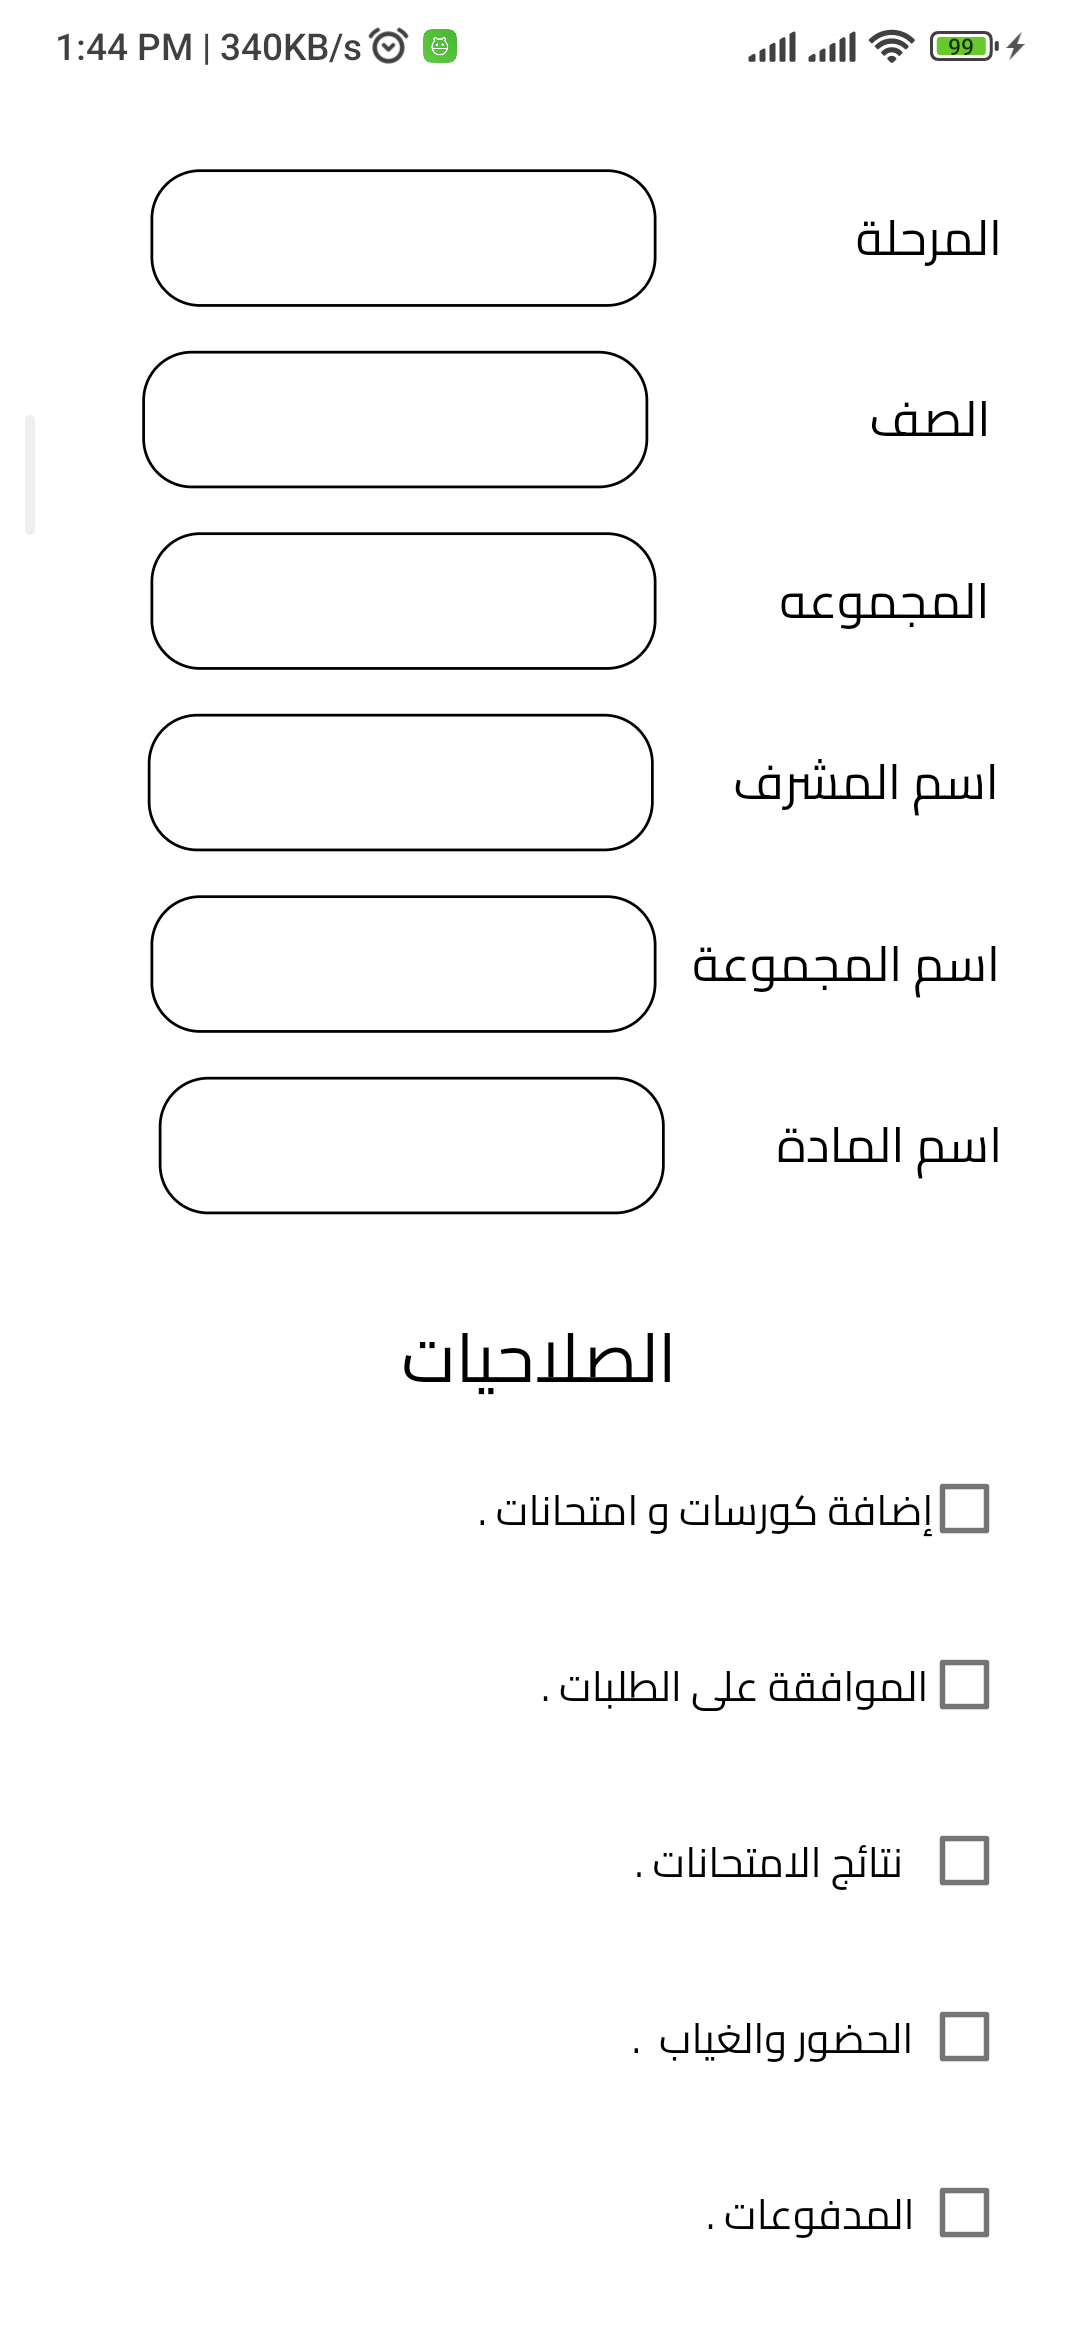 1:44 PM | 340KB/s 99
المرحلة
الصف
المجموعه
اسم المشرف
اسم المجموعة
اسم المادة
الصلاحيات
إضافة كورسات و امتحانات .
الموافقة على الطلبات .
نتائج الامتحانات .
الحضور والغياب .
المدفوعات .